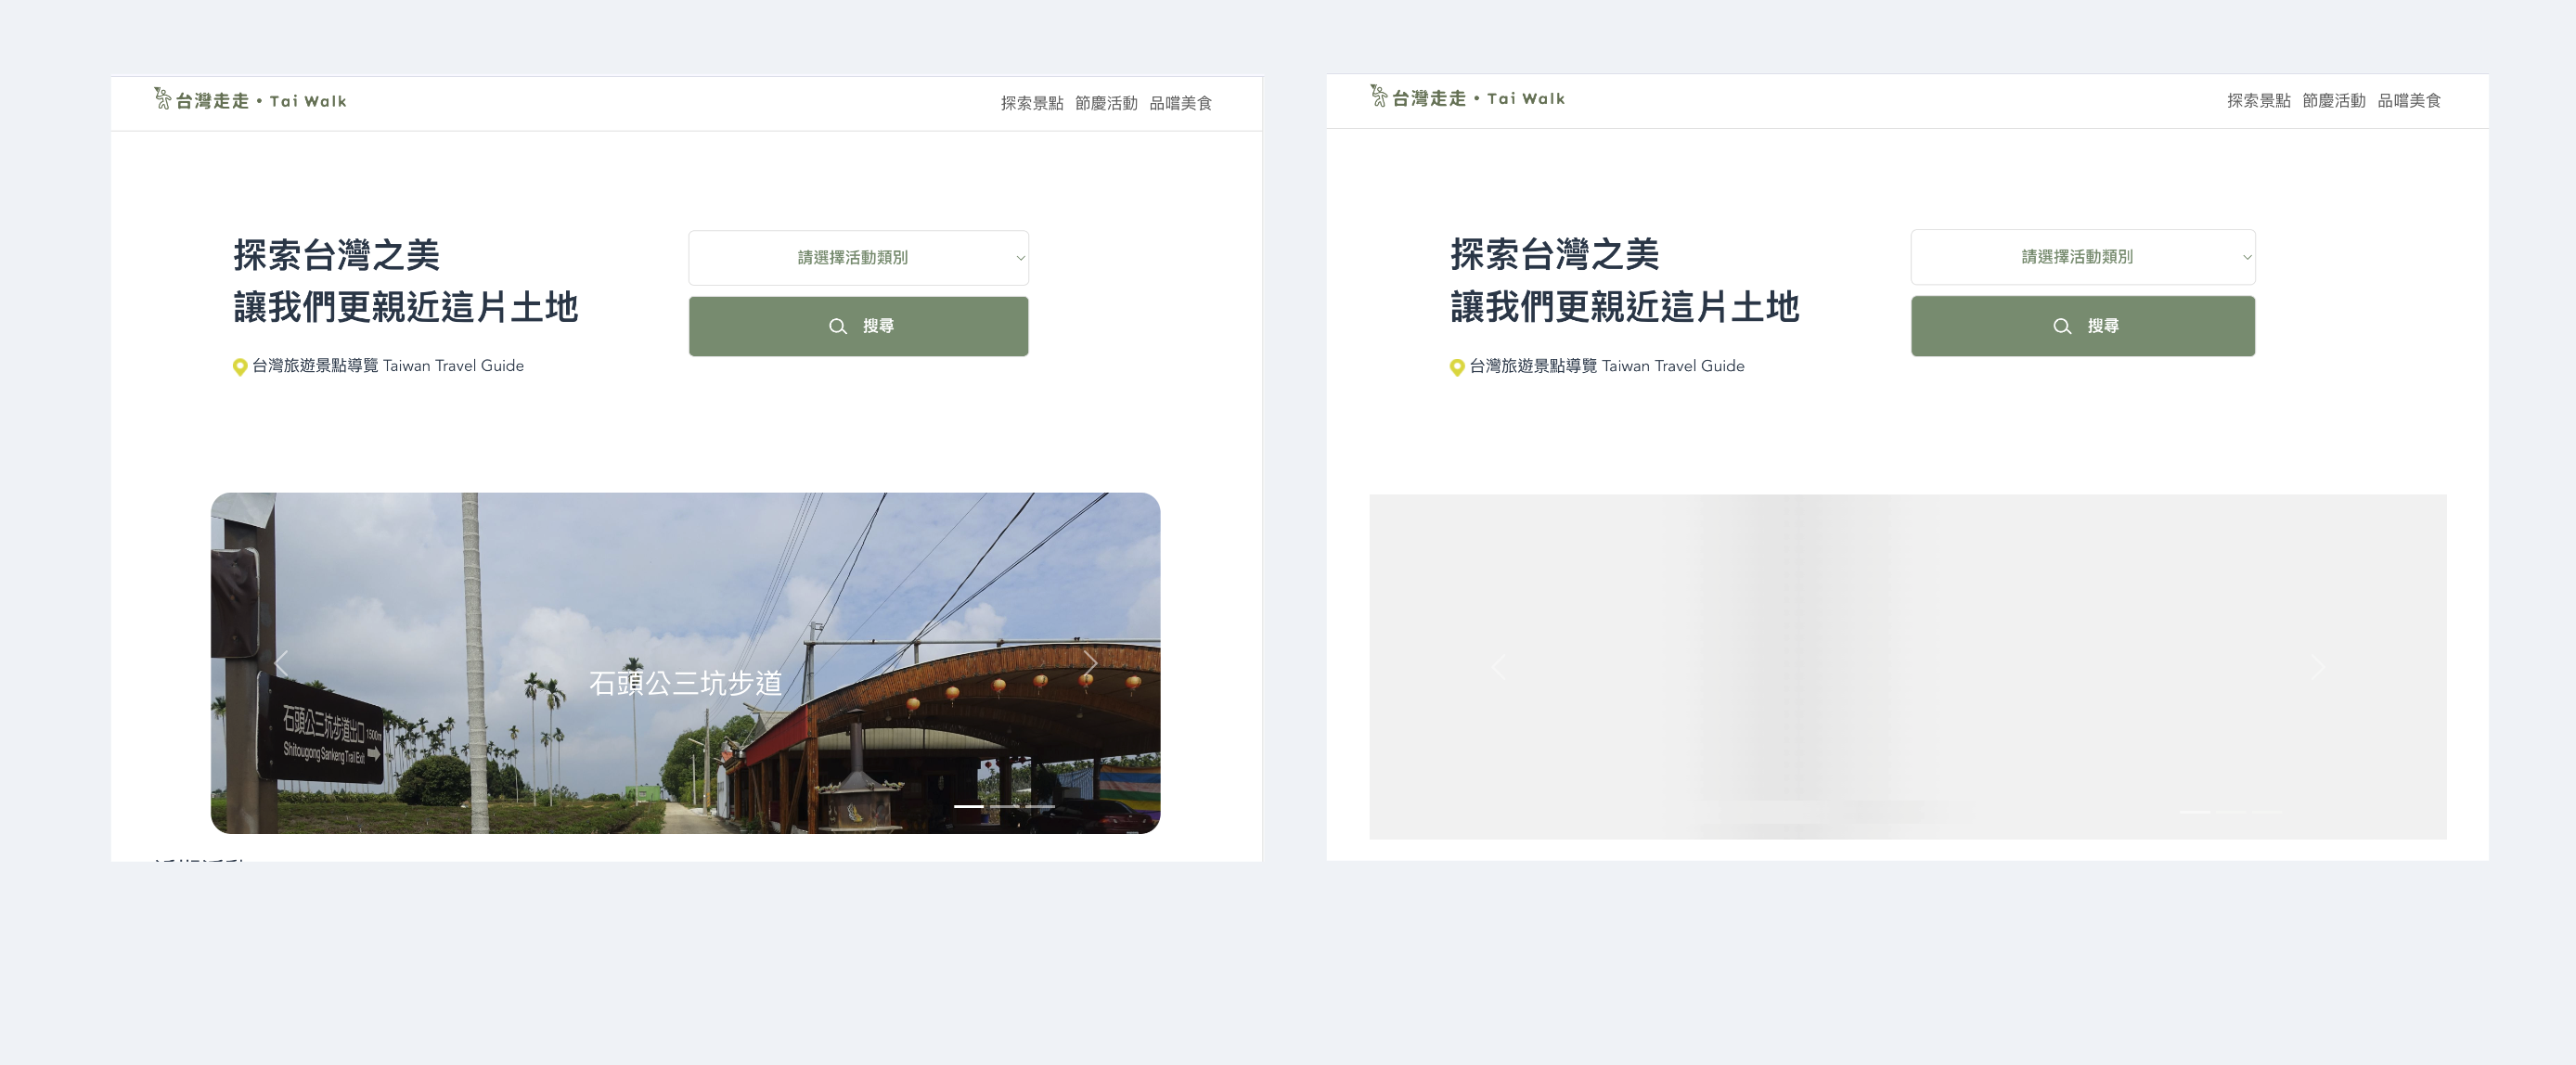 台灣走走・Tai Walk
探索景點 節慶活動 品嚐美食
探索台灣之美
讓我們更親近這片土地
台灣旅遊景點導覽 Taiwan Travel Guide
請選擇活動類別
搜尋
石頭公三坑步道
石頭公三坑步道出口 1500m
Shitougong Sankeng Trail Exit
台灣走走・Tai Walk
探索景點 節慶活動 品嚐美食
探索台灣之美
讓我們更親近這片土地
台灣旅遊景點導覽 Taiwan Travel Guide
請選擇活動類別
搜尋